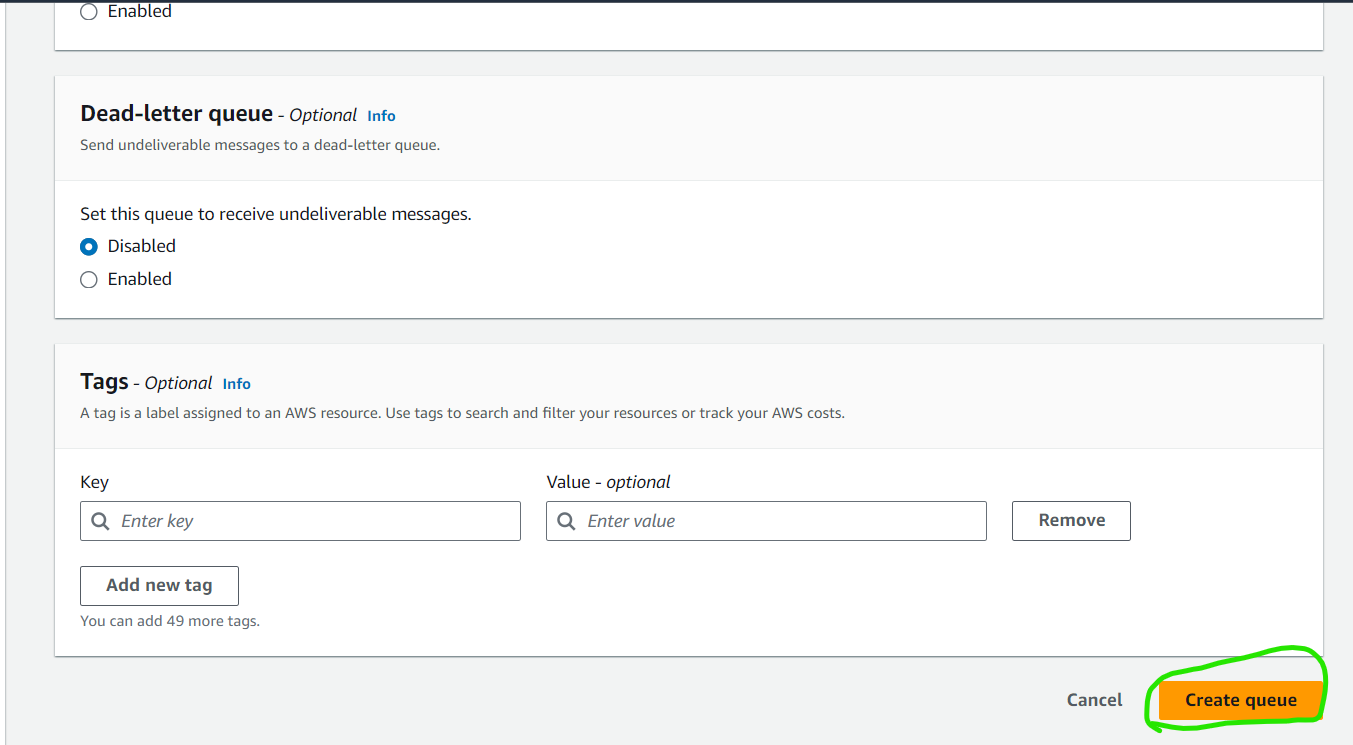 Enabled
Dead-letter queue - Optional Info
Send undeliverable messages to a dead-letter queue.
Set this queue to receive undeliverable messages.
Disabled
Enabled
Tags - Optional Info
A tag is a label assigned to an AWS resource. Use tags to search and filter your resources or track your AWS costs.
Key
Value - optional
Enter key
Enter value
Remove
Add new tag
You can add 49 more tags.
Cancel
Create queue